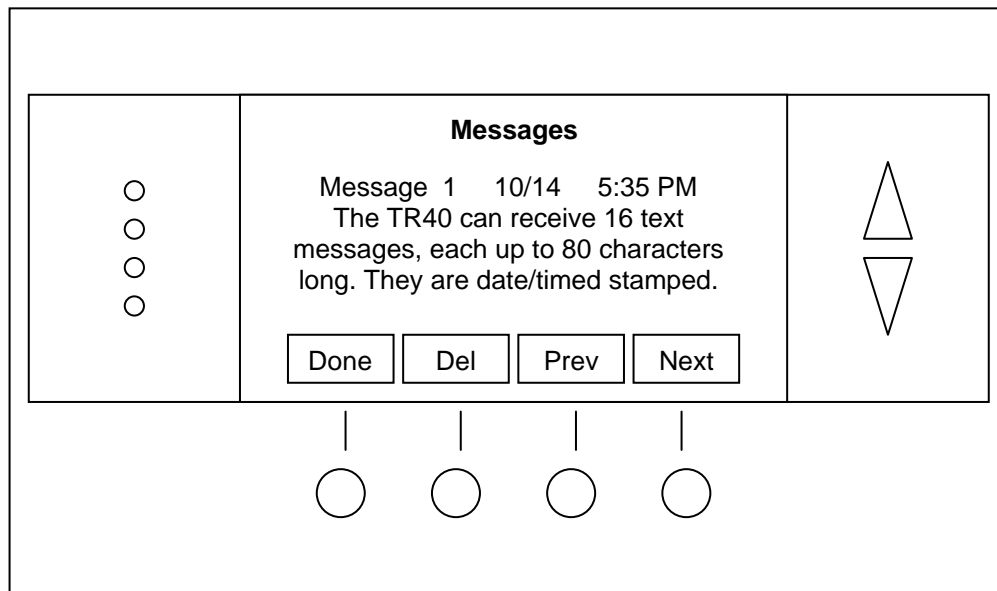 Messages
Message 1 10/14 5:35 PM
The TR40 can receive 16 text
messages, each up to 80 characters
long. They are date/timed stamped.
Done Del Prev Next